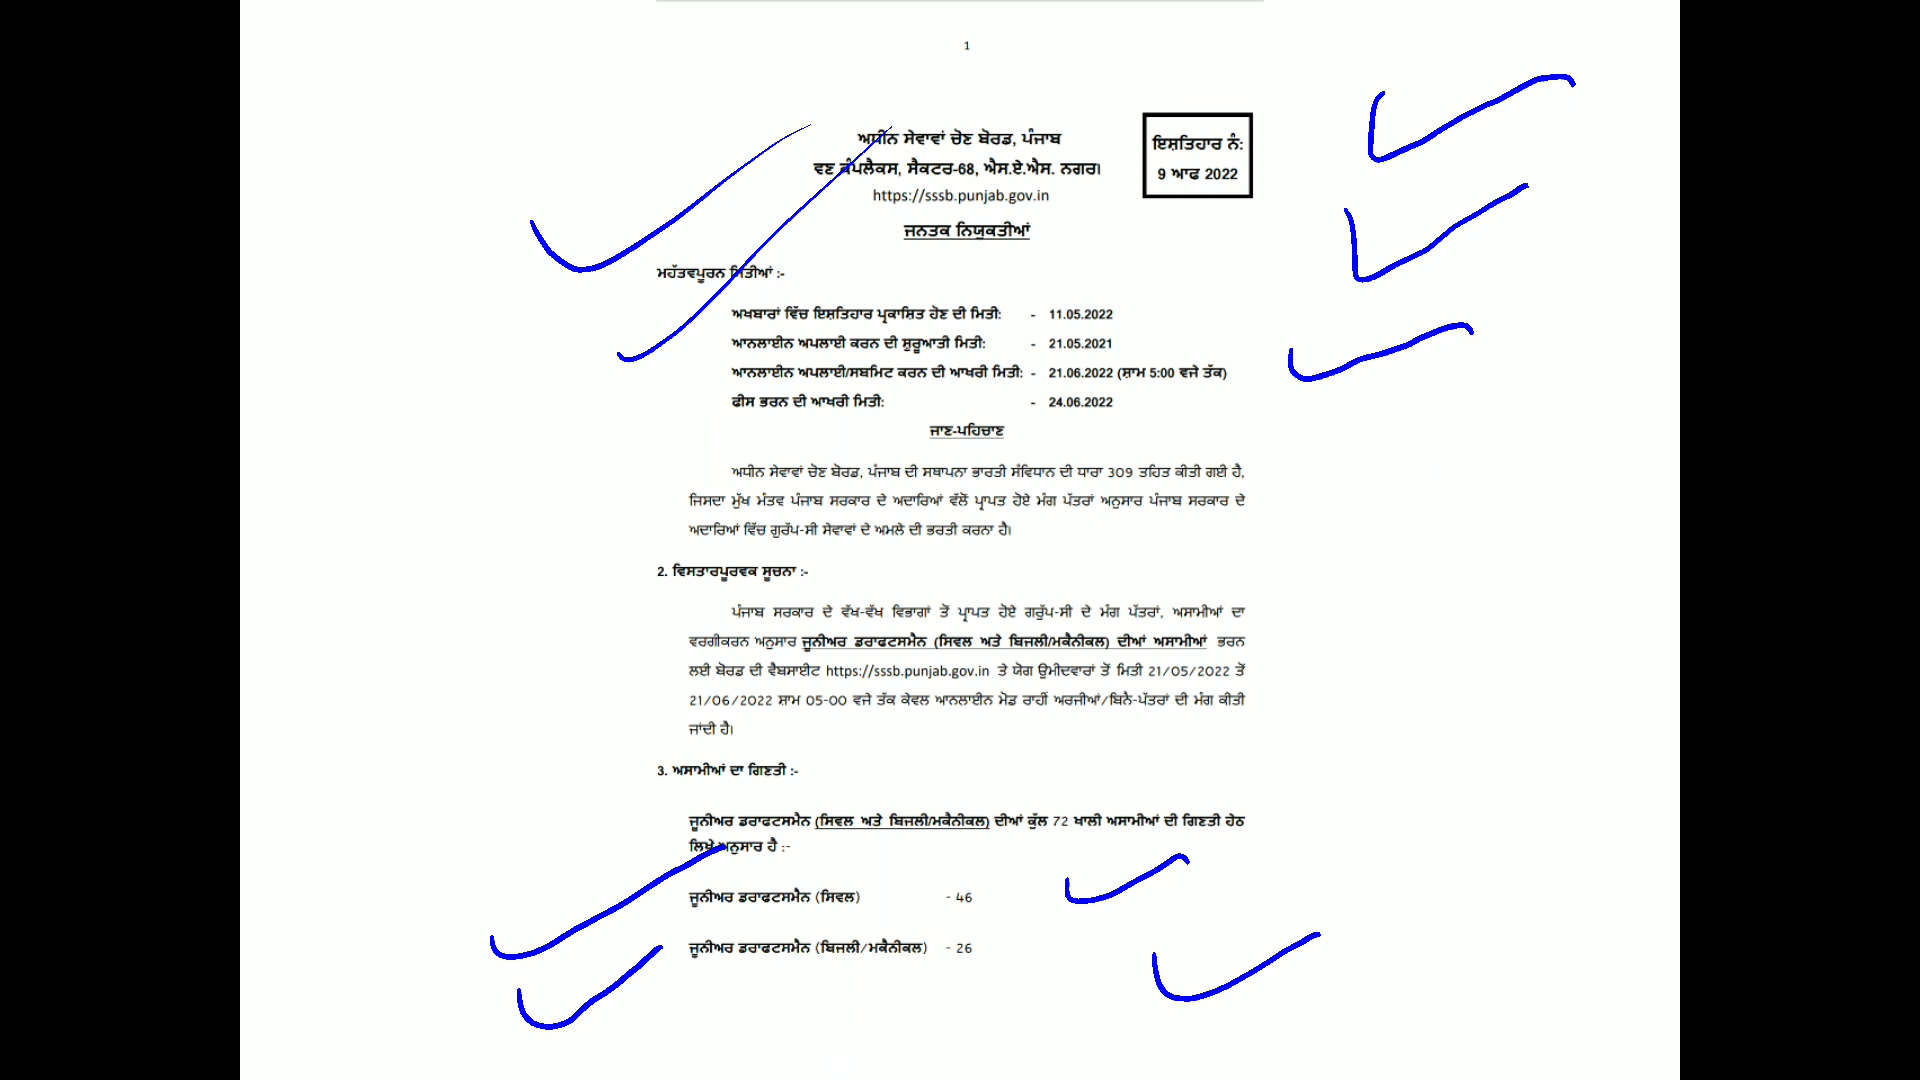 1
ਅਧੀਨ ਸੇਵਾਵਾਂ ਚੋਣ ਬੋਰਡ, ਪੰਜਾਬ
ਵਣ ਕੰਪਲੈਕਸ, ਸੈਕਟਰ-68, ਐਸ.ਏ.ਐਸ. ਨਗਰ।
https://sssb.punjab.gov.in
ਇਸ਼ਤਿਹਾਰ ਨੰ:
9 ਆਫ 2022
ਜਨਤਕ ਨਿਯੁਕਤੀਆਂ
ਮਹੱਤਵਪੂਰਨ ਮਿਤੀਆਂ :-
ਅਖਬਾਰਾਂ ਵਿੱਚ ਇਸ਼ਤਿਹਾਰ ਪ੍ਰਕਾਸ਼ਿਤ ਹੋਣ ਦੀ ਮਿਤੀ: - 11.05.2022
ਆਨਲਾਈਨ ਅਪਲਾਈ ਕਰਨ ਦੀ ਸ਼ੁਰੂਆਤੀ ਮਿਤੀ: - 21.05.2021
ਆਨਲਾਈਨ ਅਪਲਾਈ/ਸਬਮਿਟ ਕਰਨ ਦੀ ਆਖਰੀ ਮਿਤੀ: - 21.06.2022 (ਸ਼ਾਮ 5:00 ਵਜੇ ਤੱਕ)
ਫੀਸ ਭਰਨ ਦੀ ਆਖਰੀ ਮਿਤੀ: - 24.06.2022
ਜਾਣ-ਪਹਿਚਾਣ
ਅਧੀਨ ਸੇਵਾਵਾਂ ਚੋਣ ਬੋਰਡ, ਪੰਜਾਬ ਦੀ ਸਥਾਪਨਾ ਭਾਰਤੀ ਸੰਵਿਧਾਨ ਦੀ ਧਾਰਾ 309 ਤਹਿਤ ਕੀਤੀ ਗਈ ਹੈ,
ਜਿਸਦਾ ਮੁੱਖ ਮੰਤਵ ਪੰਜਾਬ ਸਰਕਾਰ ਦੇ ਅਦਾਰਿਆਂ ਵੱਲੋਂ ਪ੍ਰਾਪਤ ਹੋਏ ਮੰਗ ਪੱਤਰਾਂ ਅਨੁਸਾਰ ਪੰਜਾਬ ਸਰਕਾਰ ਦੇ
ਅਦਾਰਿਆਂ ਵਿੱਚ ਗੁਰੱਪ-ਸੀ ਸੇਵਾਵਾਂ ਦੇ ਅਮਲੇ ਦੀ ਭਰਤੀ ਕਰਨਾ ਹੈ।
2. ਵਿਸਤਾਰਪੂਰਵਕ ਸੂਚਨਾ :-
ਪੰਜਾਬ ਸਰਕਾਰ ਦੇ ਵੱਖ-ਵੱਖ ਵਿਭਾਗਾਂ ਤੋਂ ਪ੍ਰਾਪਤ ਹੋਏ ਗਰੁੱਪ-ਸੀ ਦੇ ਮੰਗ ਪੱਤਰਾਂ, ਅਸਾਮੀਆਂ ਦਾ
ਵਰਗੀਕਰਨ ਅਨੁਸਾਰ ਜੂਨੀਅਰ ਡਰਾਫਟਸਮੈਨ (ਸਿਵਲ ਅਤੇ ਬਿਜਲੀ/ਮਕੈਨੀਕਲ) ਦੀਆਂ ਅਸਾਮੀਆਂ ਭਰਨ
ਲਈ ਬੋਰਡ ਦੀ ਵੈਬਸਾਈਟ https://sssb.punjab.gov.in ਤੇ ਯੋਗ ਉਮੀਦਵਾਰਾਂ ਤੋਂ ਮਿਤੀ 21/05/2022 ਤੋਂ
21/06/2022 ਸ਼ਾਮ 05-00 ਵਜੇ ਤੱਕ ਕੇਵਲ ਆਨਲਾਈਨ ਮੋਡ ਰਾਹੀਂ ਅਰਜੀਆਂ/ਬਿਨੈ-ਪੱਤਰਾਂ ਦੀ ਮੰਗ ਕੀਤੀ
ਜਾਂਦੀ ਹੈ।
3. ਅਸਾਮੀਆਂ ਦਾ ਗਿਣਤੀ :-
ਜੂਨੀਅਰ ਡਰਾਫਟਸਮੈਨ (ਸਿਵਲ ਅਤੇ ਬਿਜਲੀ/ਮਕੈਨੀਕਲ) ਦੀਆਂ ਕੁੱਲ 72 ਖਾਲੀ ਅਸਾਮੀਆਂ ਦੀ ਗਿਣਤੀ ਹੇਠ
ਲਿਖੇ ਅਨੁਸਾਰ ਹੈ :-
ਜੂਨੀਅਰ ਡਰਾਫਟਸਮੈਨ (ਸਿਵਲ) - 46
ਜੂਨੀਅਰ ਡਰਾਫਟਸਮੈਨ (ਬਿਜਲੀ/ਮਕੈਨੀਕਲ) - 26